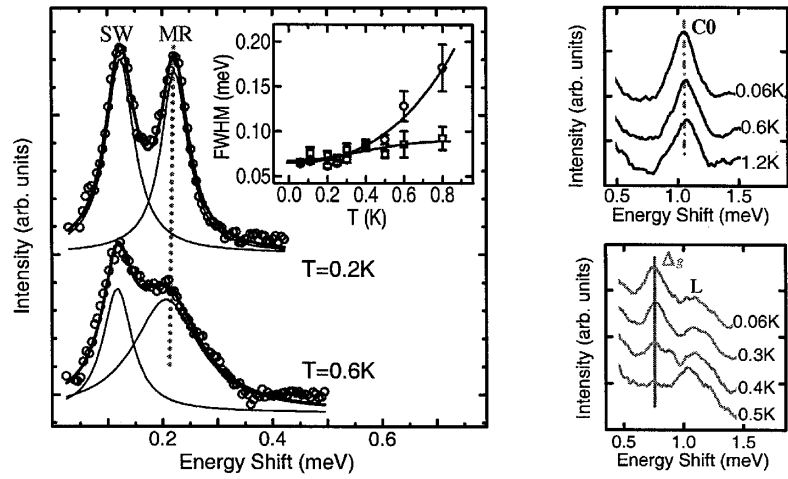 SW MR
0.20
0.15
0.10
0.05
FWHM (meV)
0.0 0.2 0.4 0.6 0.8
T (K)
Intensity (arb. units)
T=0.2K
T=0.6K
0.2 0.4 0.6
Energy Shift (meV)
C0
0.06K
0.6K
1.2K
Intensity (arb. units)
0.5 1.0 1.5
Energy Shift (meV)
Δg
L
0.06K
0.3K
0.4K
0.5K
Intensity (arb. units)
0.5 1.0 1.5
Energy Shift (meV)